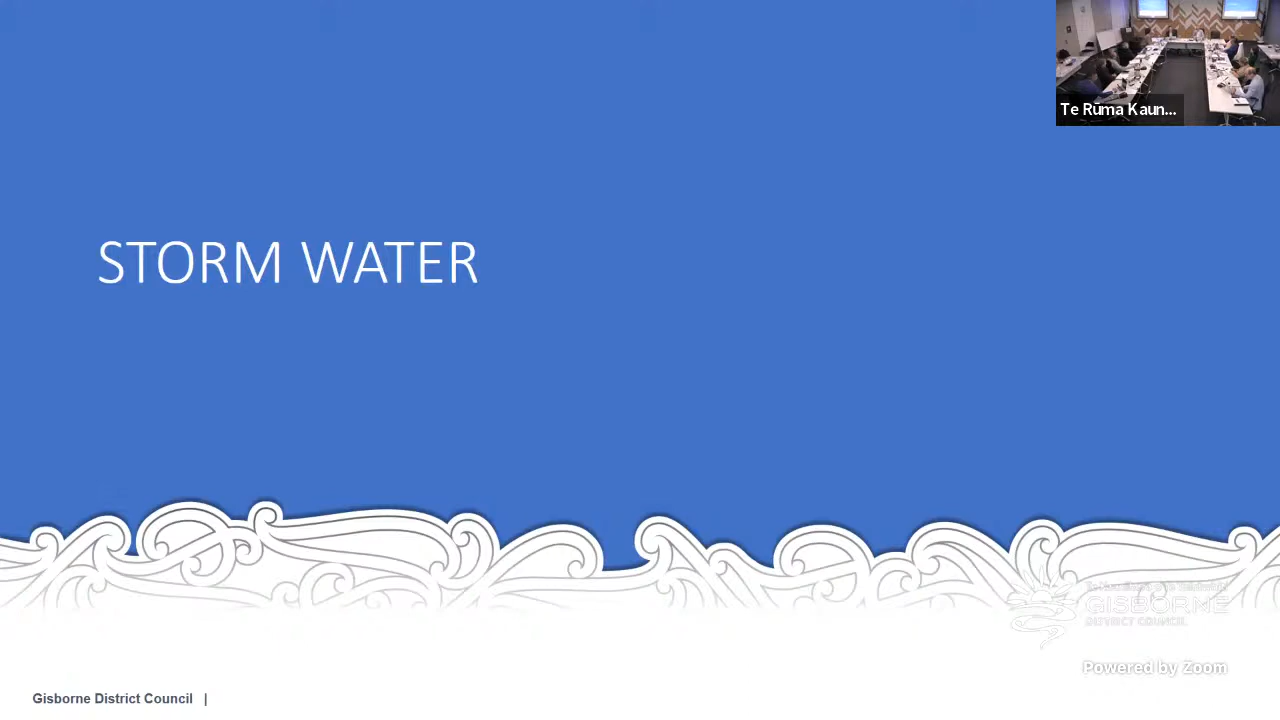 Te Rūma Kaun...
STORM WATER
GISBORNE
DISTRICT COUNCIL
Powered by Zoom
Gisborne District Council |